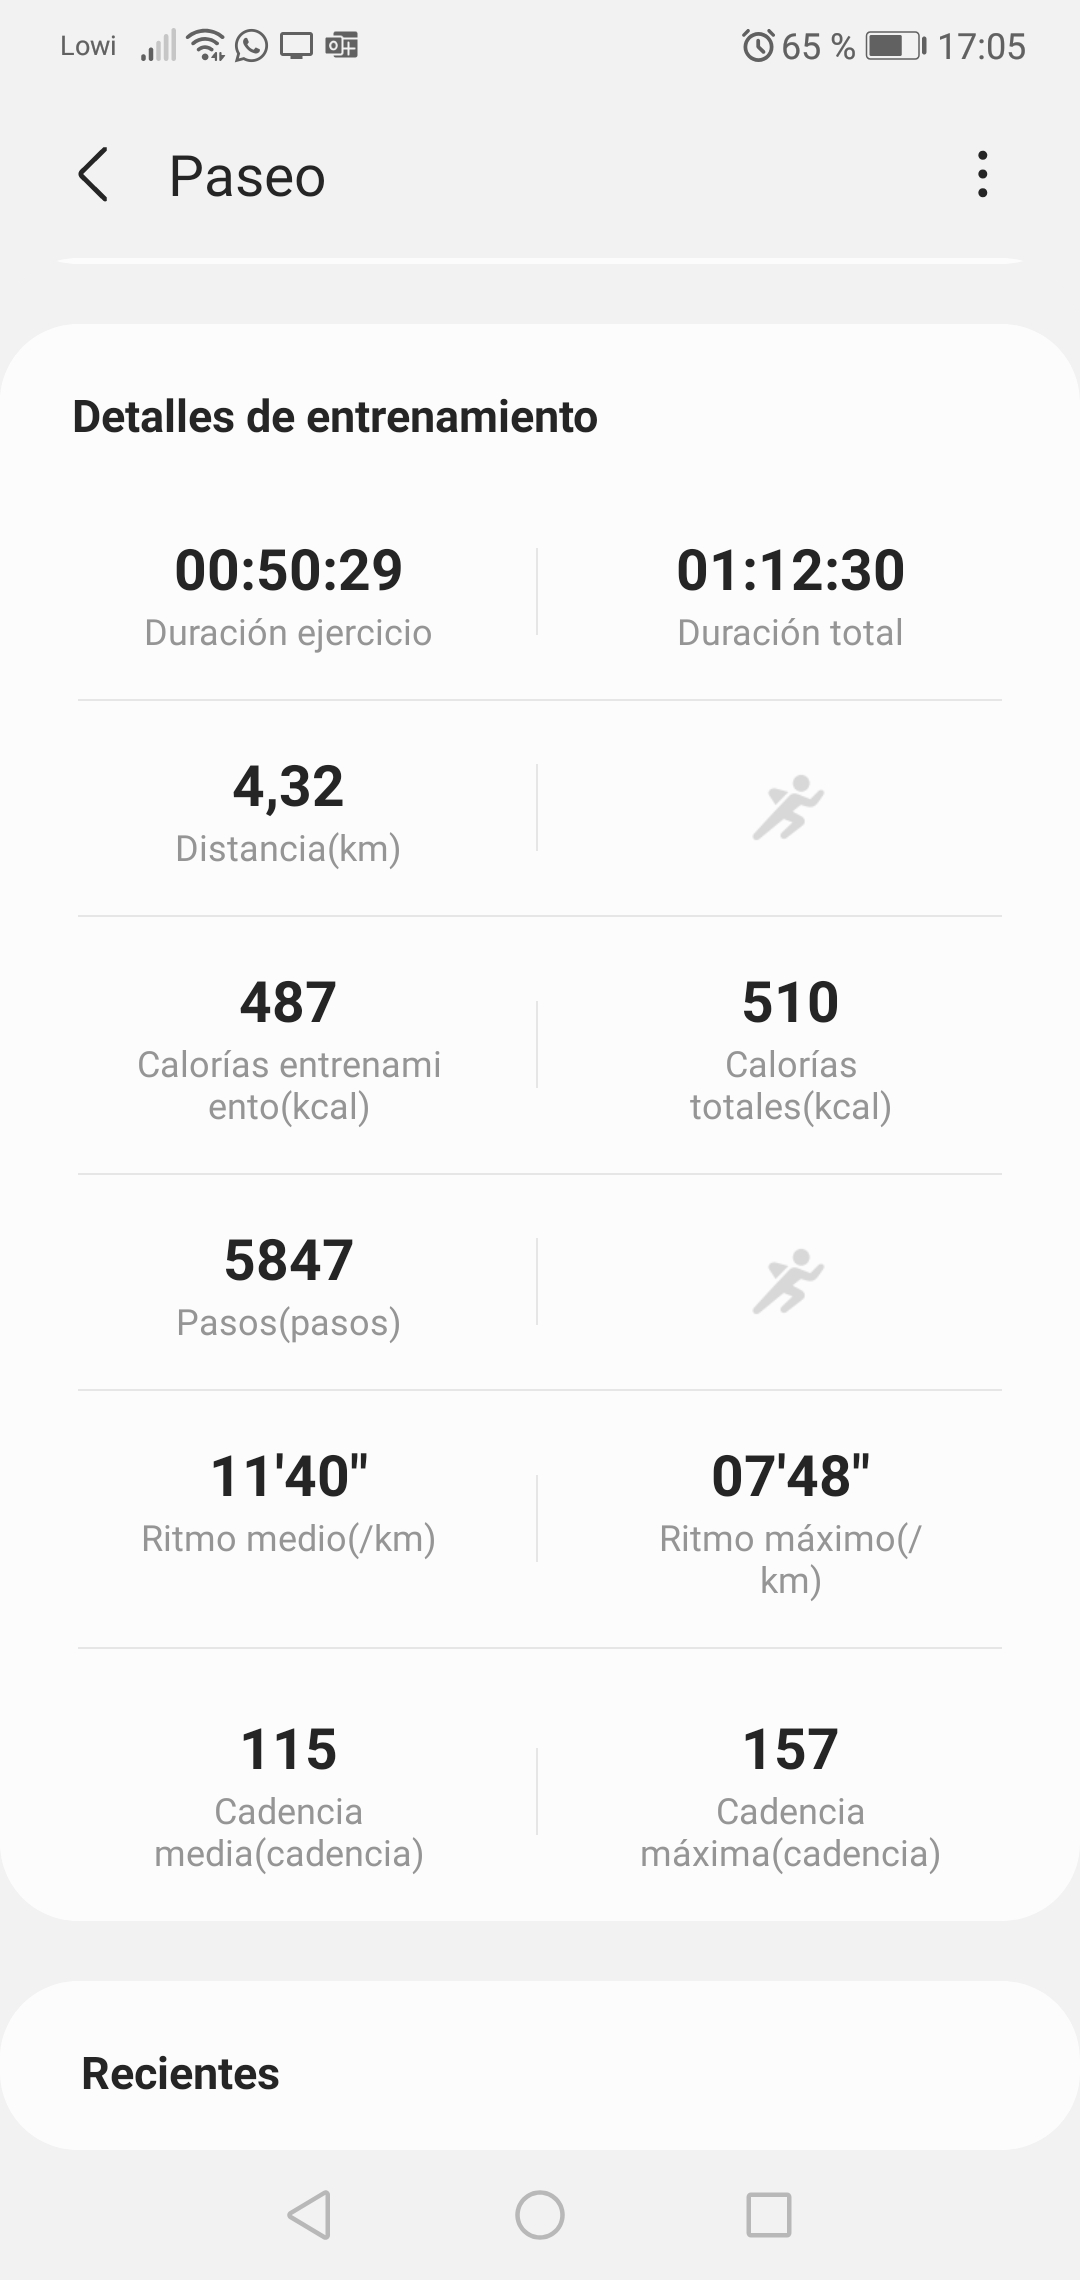 Lowi 65 % 17:05
Paseo
Detalles de entrenamiento
00:50:29 01:12:30
Duración ejercicio Duración total
4,32
Distancia(km)
487 510
Calorías entrenami Calorías
ento(kcal) totales(kcal)
5847
Pasos(pasos)
11'40" 07'48"
Ritmo medio(/km) Ritmo máximo(/
km)
115 157
Cadencia Cadencia
media(cadencia) máxima(cadencia)
Recientes